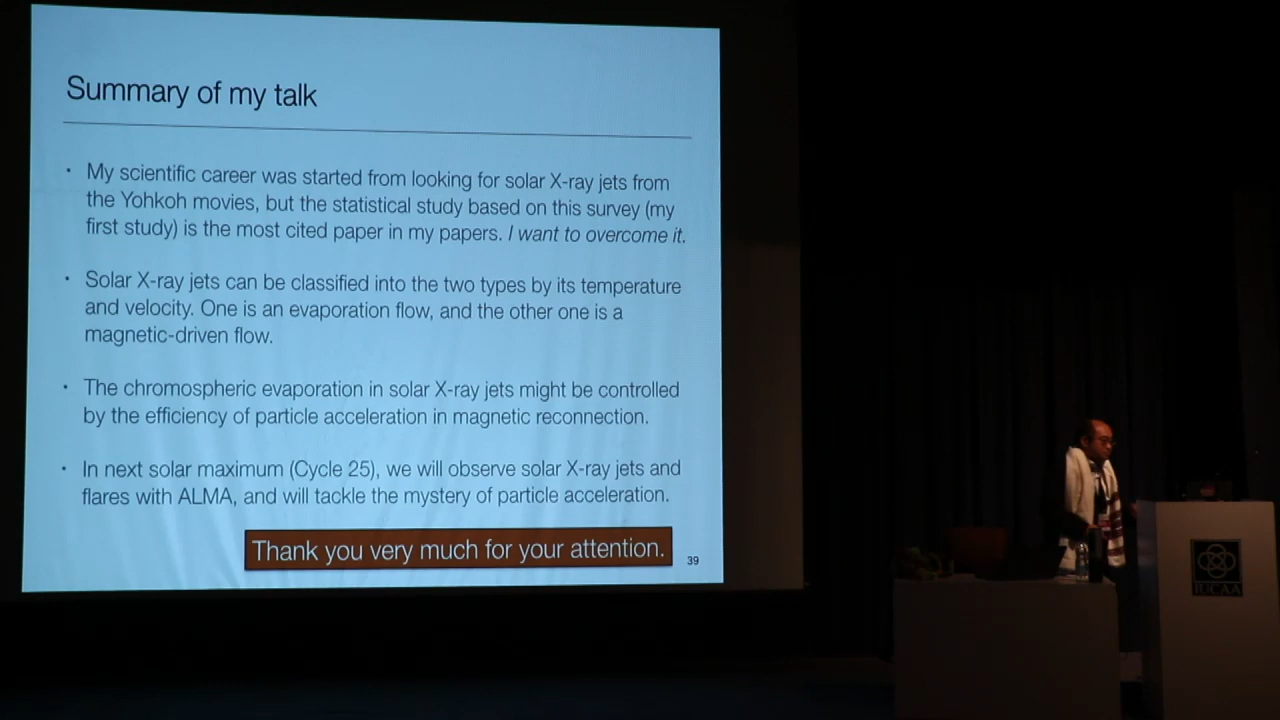 Summary of my talk
• My scientific career was started from looking for solar X-ray jets from
the Yohkoh movies, but the statistical study based on this survey (my
first study) is the most cited paper in my papers. I want to overcome it.
• Solar X-ray jets can be classified into the two types by its temperature
and velocity. One is an evaporation flow, and the other one is a
magnetic-driven flow.
• The chromospheric evaporation in solar X-ray jets might be controlled
by the efficiency of particle acceleration in magnetic reconnection.
• In next solar maximum (Cycle 25), we will observe solar X-ray jets and
flares with ALMA, and will tackle the mystery of particle acceleration.
Thank you very much for your attention.
39
IUCAA